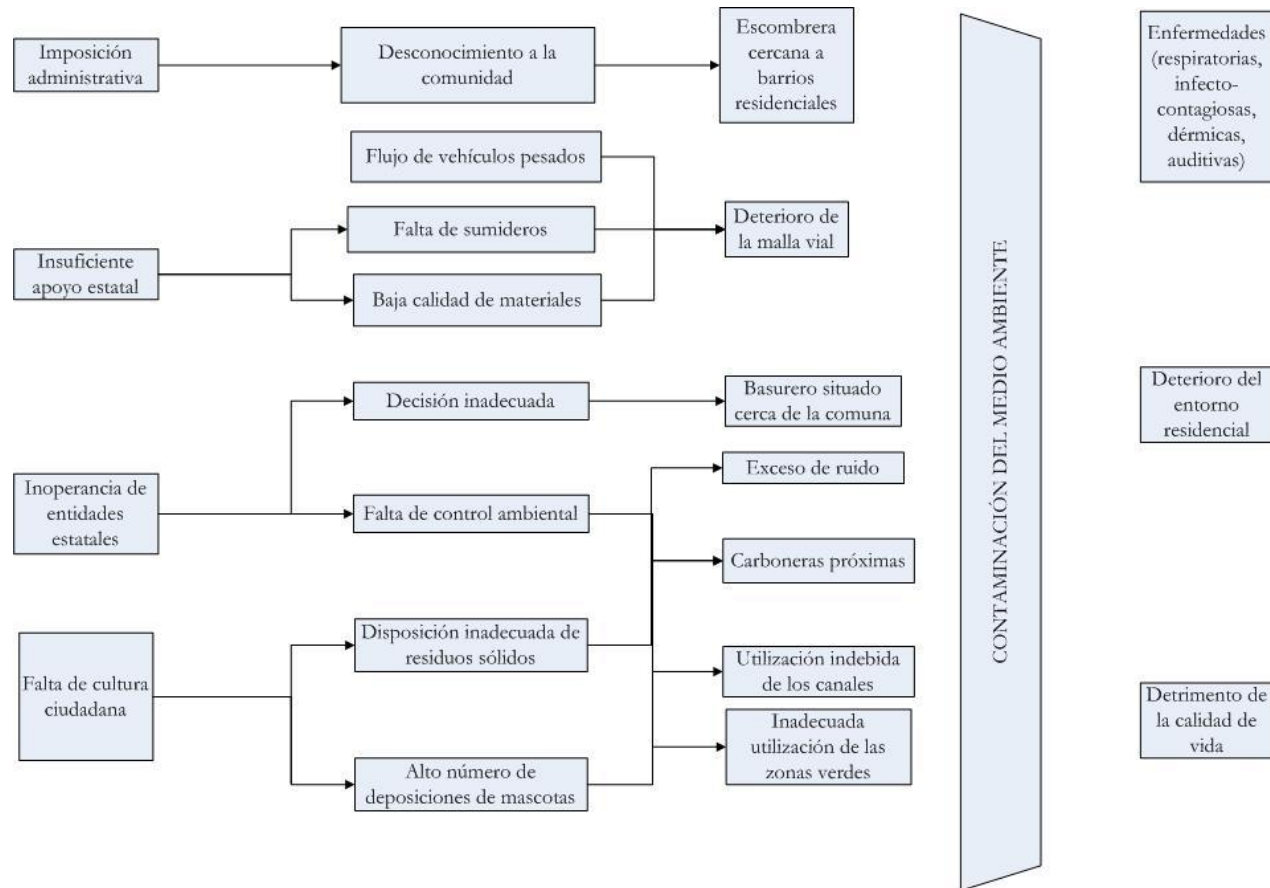 Imposición
administrativa
Desconocimiento a la
comunidad
Escombrera
cercana a
barrios
residenciales
Flujo de vehículos pesados
Insuficiente
apoyo estatal
Falta de sumideros
Baja calidad de materiales
Deterioro de
la malla vial
Inoperancia de
entidades
estatales
Decisión inadecuada
Basurero situado
cerca de la comuna
Falta de control ambiental
Exceso de ruido
Carboneras próximas
Falta de cultura
ciudadana
Disposición inadecuada de
residuos sólidos
Alto número de
deposiciones de mascotas
Utilización indebida
de los canales
Inadecuada
utilización de las
zonas verdes
CONTAMINACIÓN DEL MEDIO AMBIENTE
Enfermedades
(respiratorias,
infecto-
contagiosas,
dérmicas,
auditivas)
Deterioro del
entorno
residencial
Detrimento de
la calidad de
vida